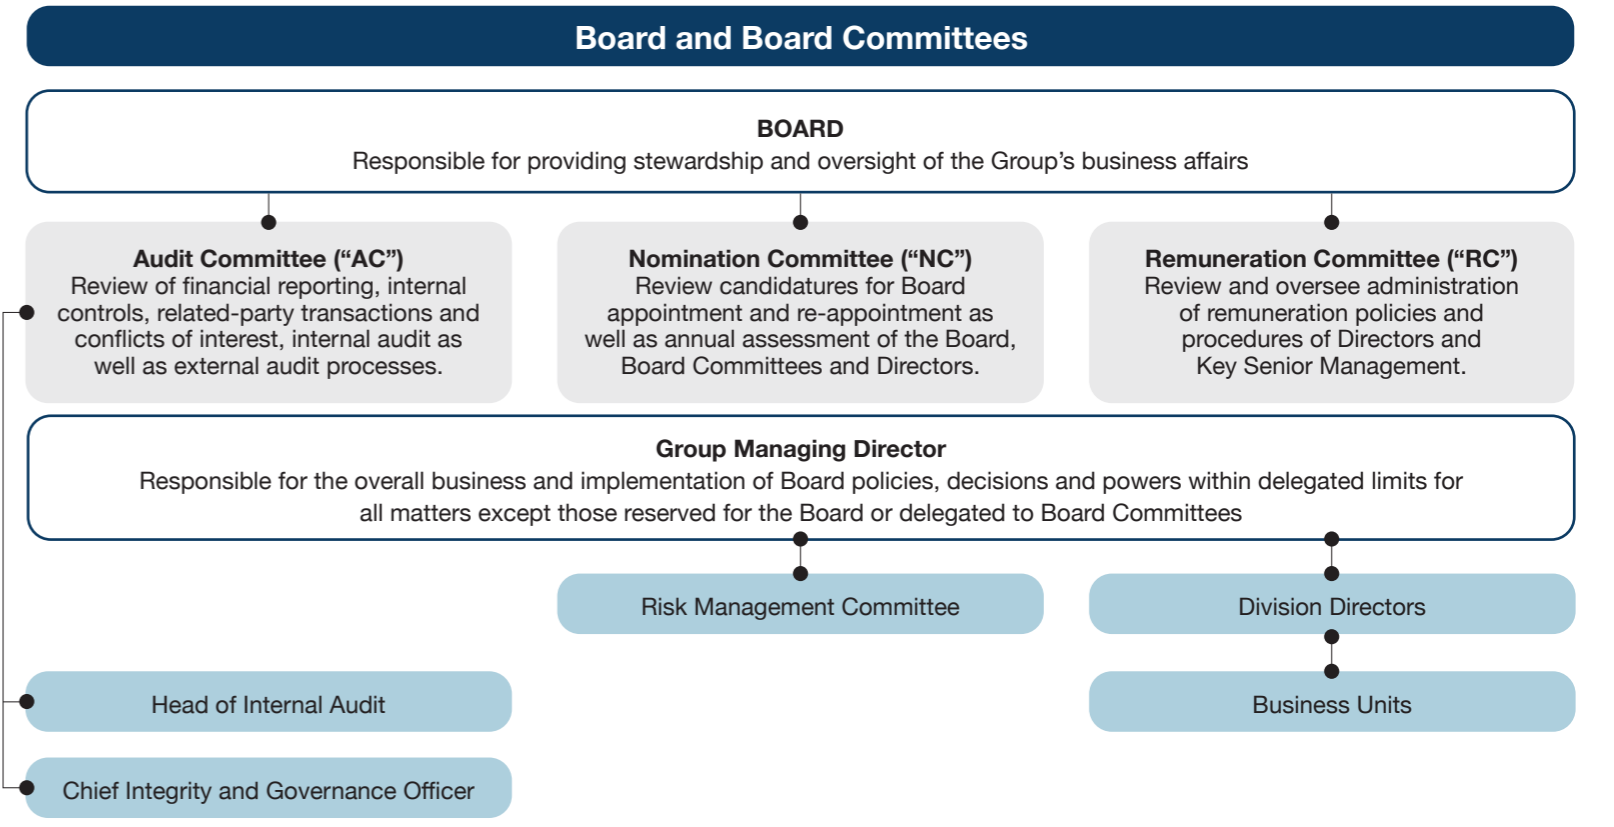 Board and Board Committees
BOARD
Responsible for providing stewardship and oversight of the Group’s business affairs
Audit Committee (“AC”)
Review of financial reporting, internal
controls, related-party transactions and
conflicts of interest, internal audit as
well as external audit processes.
Nomination Committee (“NC”)
Review candidatures for Board
appointment and re-appointment as
well as annual assessment of the Board,
Board Committees and Directors.
Remuneration Committee (“RC”)
Review and oversee administration
of remuneration policies and
procedures of Directors and
Key Senior Management.
Group Managing Director
Responsible for the overall business and implementation of Board policies, decisions and powers within delegated limits for
all matters except those reserved for the Board or delegated to Board Committees
Risk Management Committee
Division Directors
Head of Internal Audit
Business Units
Chief Integrity and Governance Officer